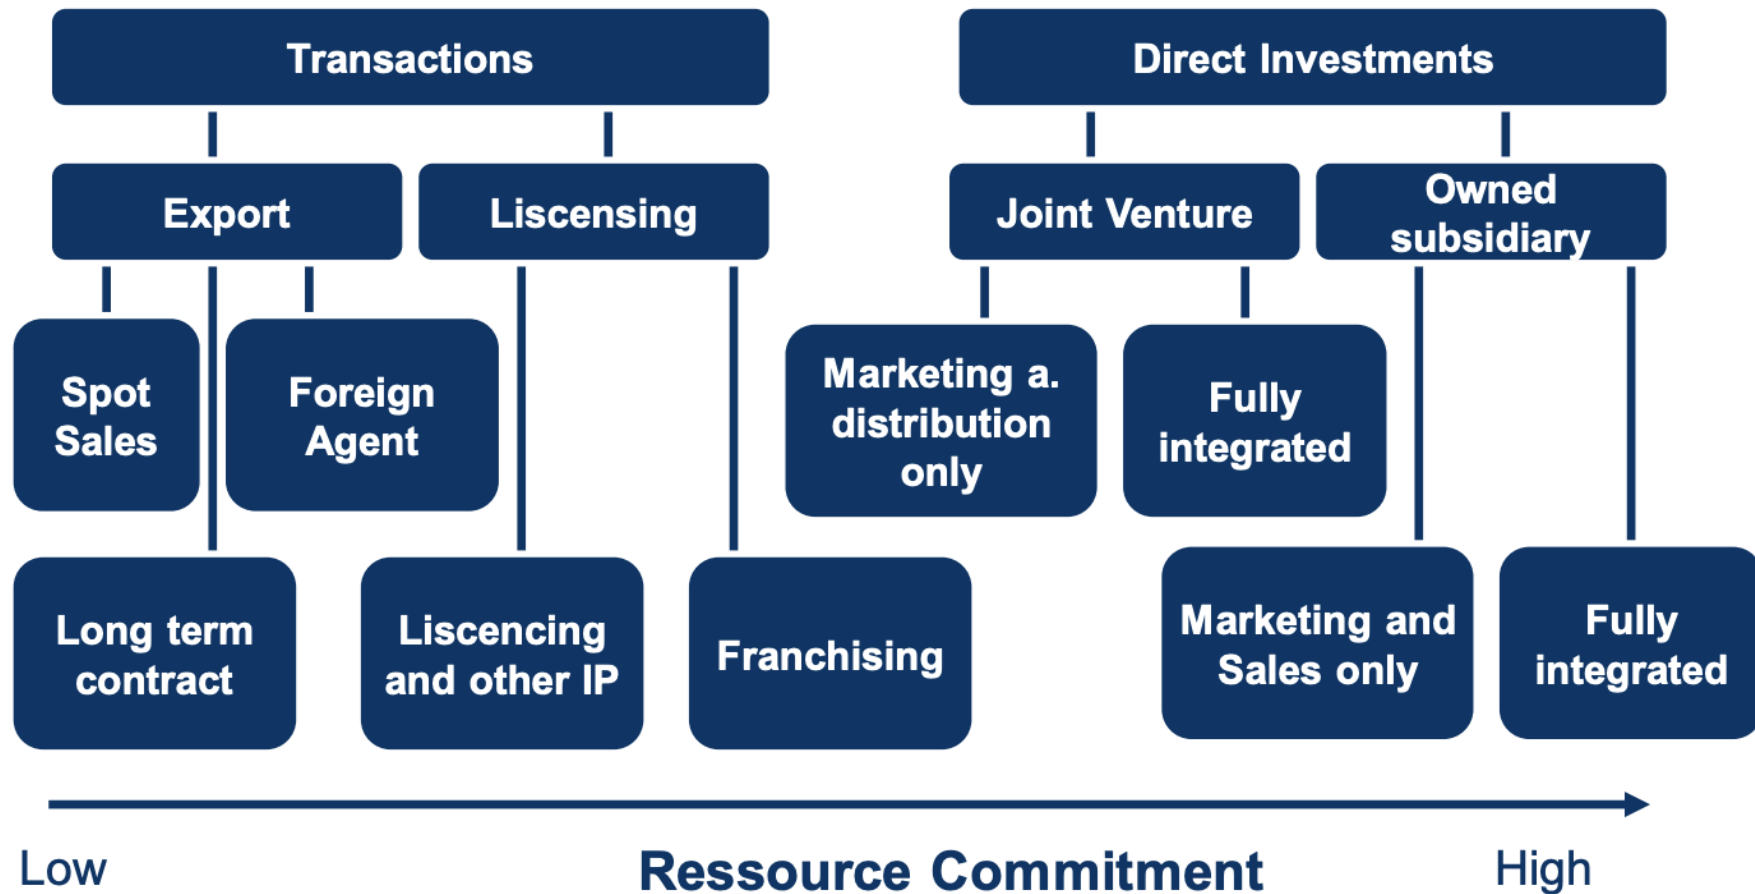 Transactions
Direct Investments
Export
Liscensing
Joint Venture
Owned
subsidiary
Spot
Sales
Foreign
Agent
Marketing a.
distribution
only
Fully
integrated
Long term
contract
Liscencing
and other IP
Franchising
Marketing and
Sales only
Fully
integrated
Low
Ressource Commitment
High